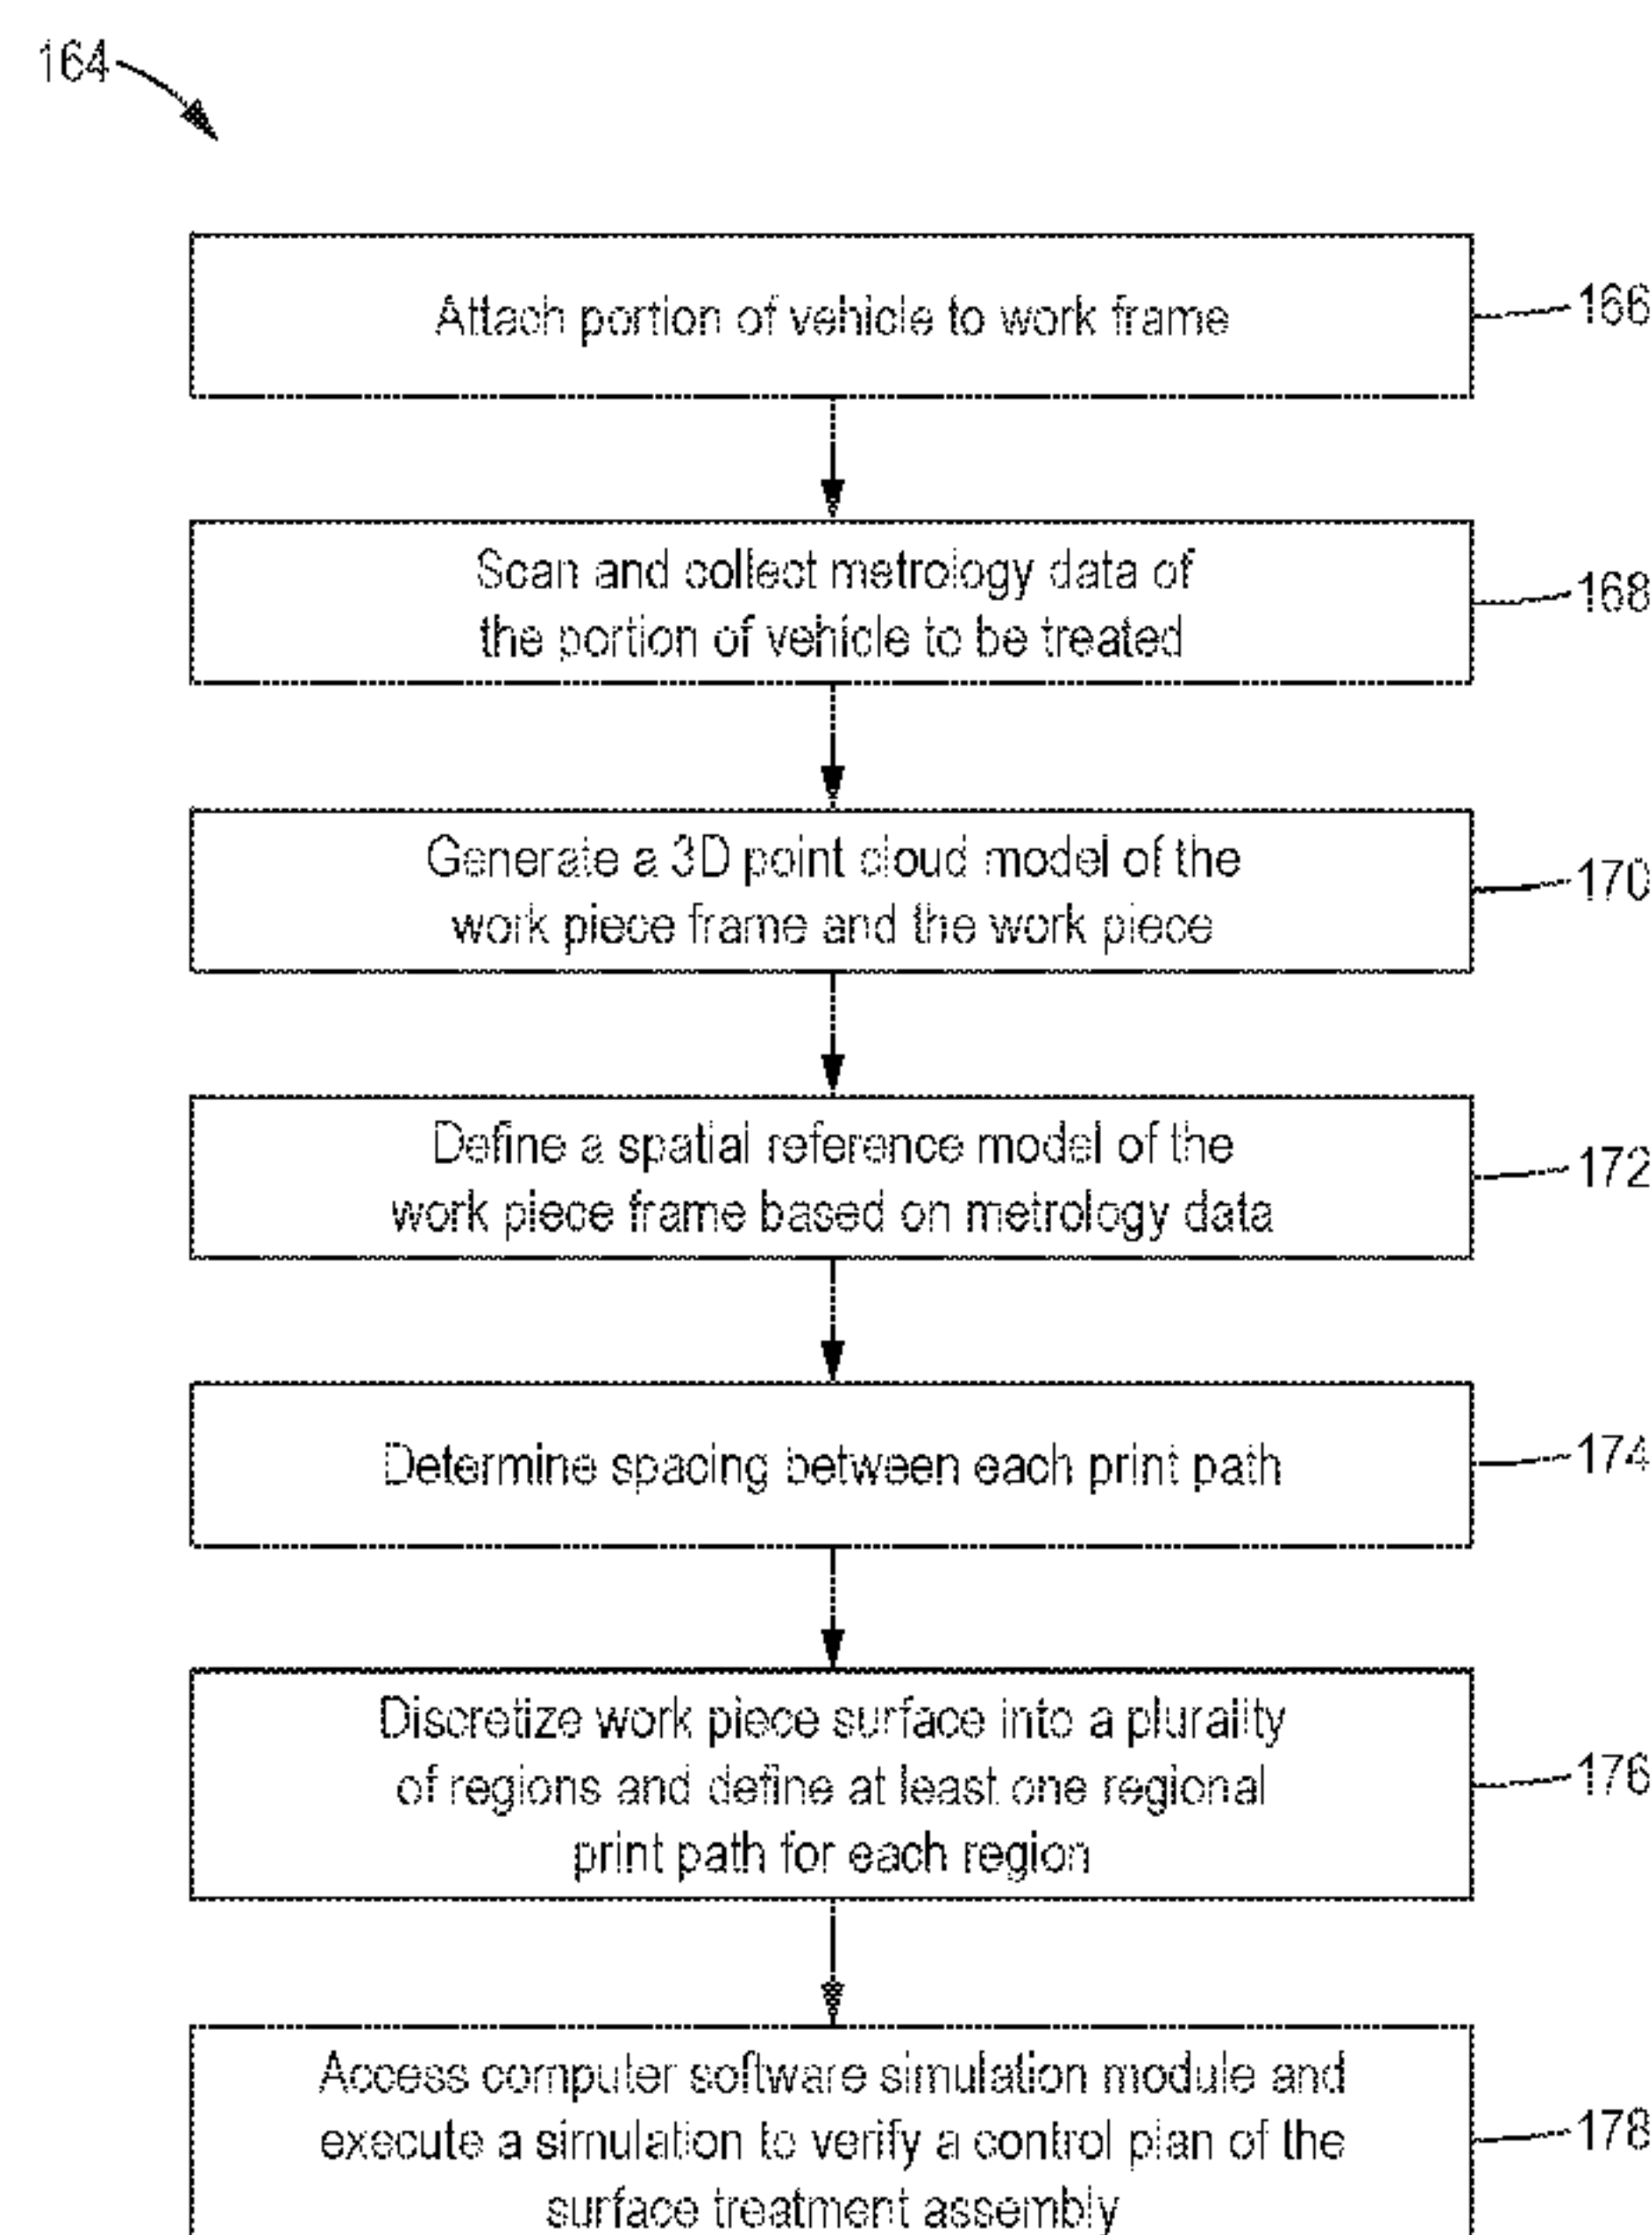 164
Attach portion of vehicle to work frame
166
Scan and collect metrology data of
the portion of vehicle to be treated
168
Generate a 3D point cloud model of the
work piece frame and the work piece
170
Define a spatial reference model of the
work piece frame based on metrology data
172
Determine spacing between each print path
174
Discretize work piece surface into a plurality
of regions and define at least one regional
print path for each region
176
Access computer software simulation module and
execute a simulation to verify a control plan of the
surface treatment assembly
178